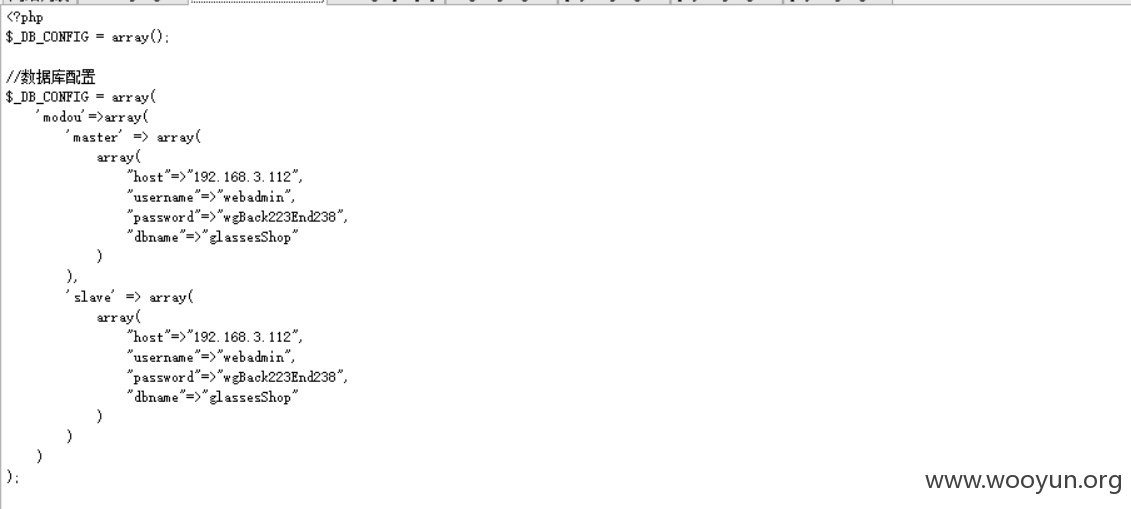 <?php
$_DB_CONFIG = array();
//数据库配置
$_DB_CONFIG = array(
'modou'=>array(
'master' => array(
array(
"host"=>"192.168.3.112",
"username"=>"webadmin",
"password"=>"wgBack223End238",
"dbname"=>"glassesShop"
)
),
'slave' => array(
array(
"host"=>"192.168.3.112",
"username"=>"webadmin",
"password"=>"wgBack223End238",
"dbname"=>"glassesShop"
)
)
)
);
www.wooyun.org